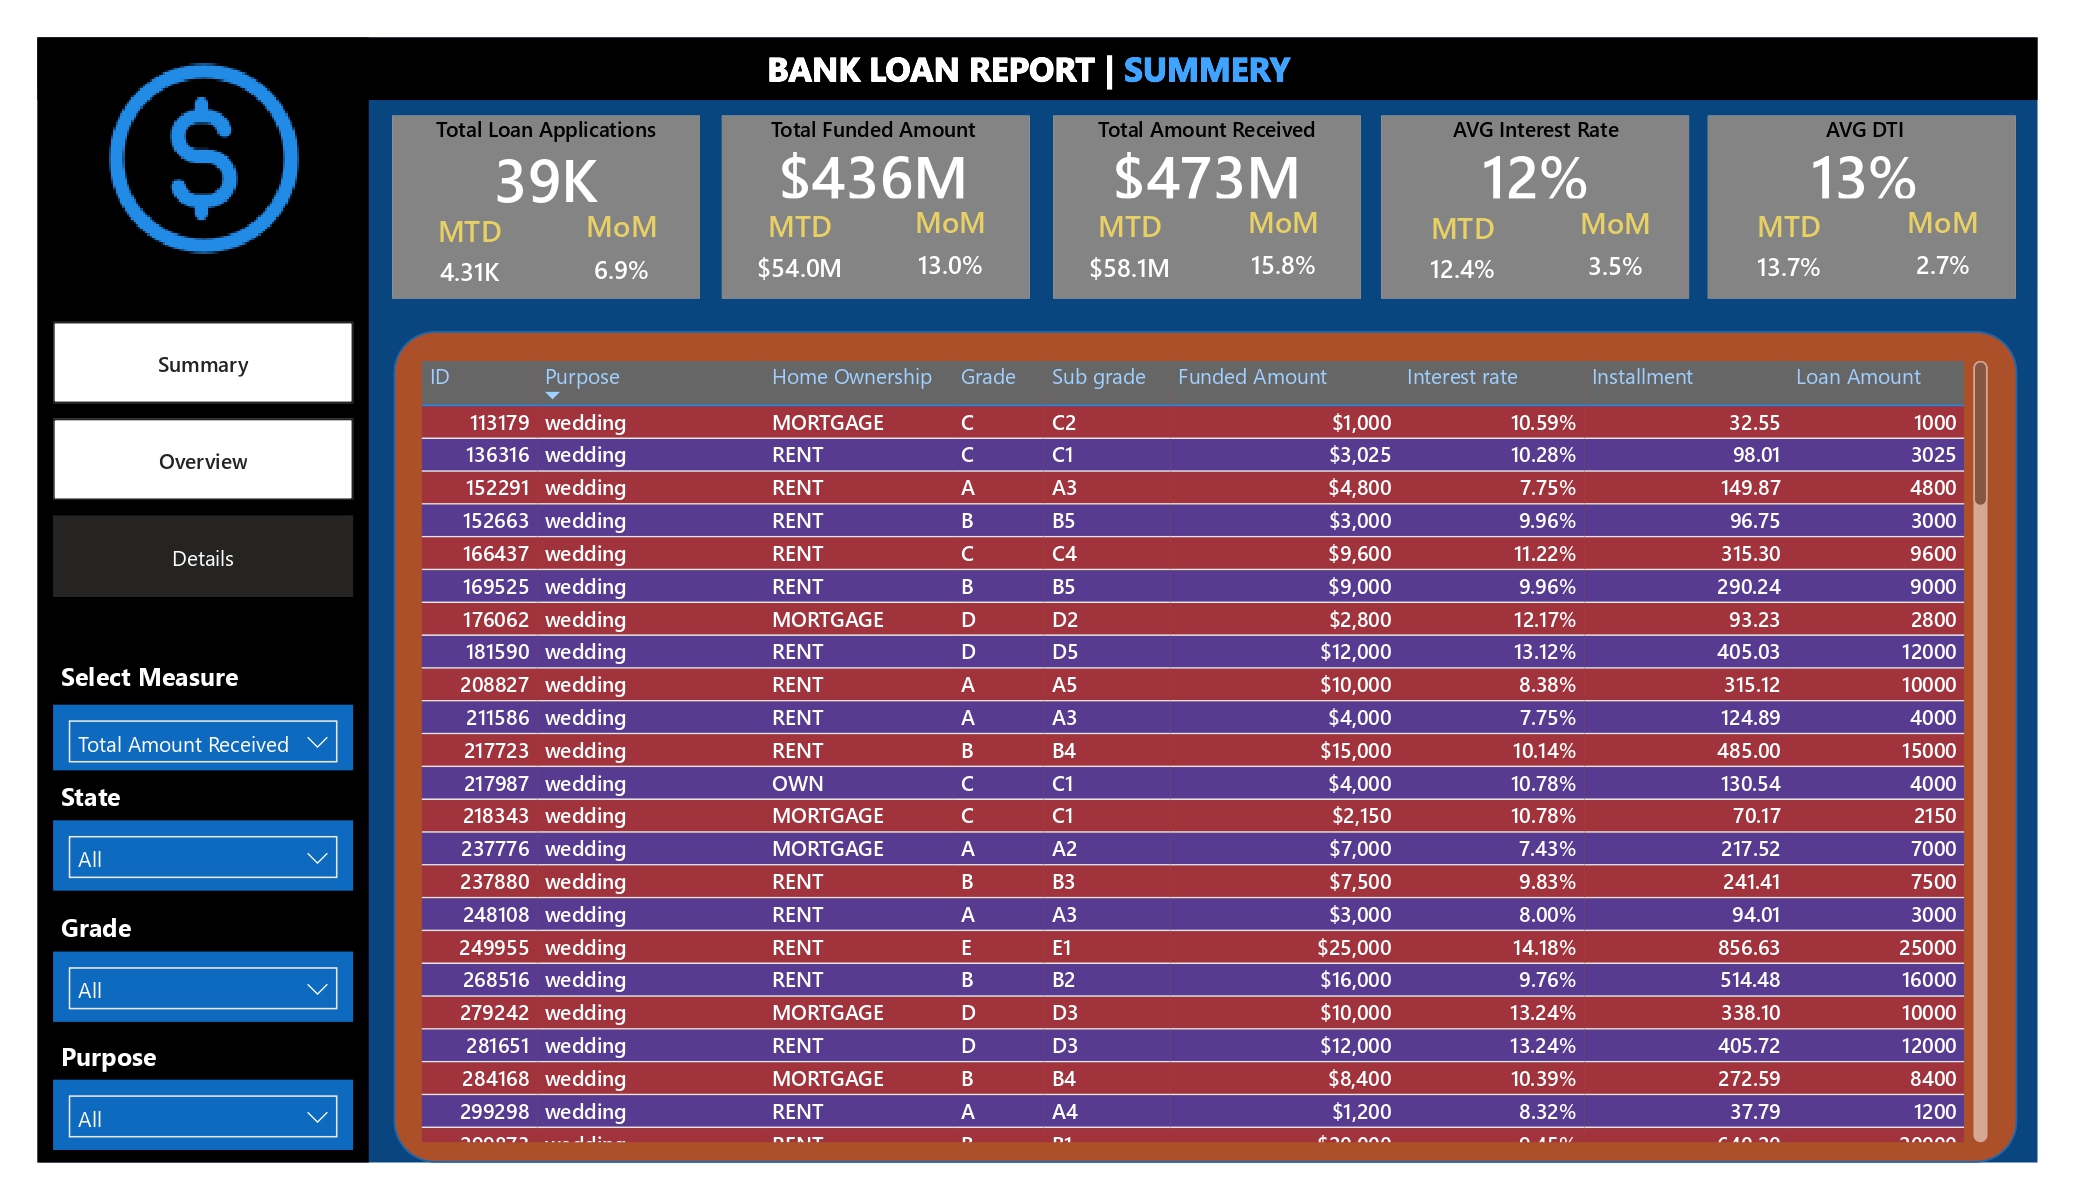 BANK LOAN REPORT | SUMMERY
Total Loan Applications
39K
MTD MoM
4.31K 6.9%
Total Funded Amount
$436M
MTD MoM
$54.0M 13.0%
Total Amount Received
$473M
MTD MoM
$58.1M 15.8%
AVG Interest Rate
12%
MTD MoM
12.4% 3.5%
AVG DTI
13%
MTD MoM
13.7% 2.7%
Summary
Overview
Details
Select Measure
Total Amount Received
State
All
Grade
All
Purpose
All
ID Purpose Home Ownership Grade Sub grade Funded Amount Interest rate Installment Loan Amount
113179 wedding MORTGAGE C C2 $1,000 10.59% 32.55 1000
136316 wedding RENT C C1 $3,025 10.28% 98.01 3025
152291 wedding RENT A A3 $4,800 7.75% 149.87 4800
152663 wedding RENT B B5 $3,000 9.96% 96.75 3000
166437 wedding RENT C C4 $9,600 11.22% 315.30 9600
169525 wedding RENT B B5 $9,000 9.96% 290.24 9000
176062 wedding MORTGAGE D D2 $2,800 12.17% 93.23 2800
181590 wedding RENT D D5 $12,000 13.12% 405.03 12000
208827 wedding RENT A A5 $10,000 8.38% 315.12 10000
211586 wedding RENT A A3 $4,000 7.75% 124.89 4000
217723 wedding RENT B B4 $15,000 10.14% 485.00 15000
217987 wedding OWN C C1 $4,000 10.78% 130.54 4000
218343 wedding MORTGAGE C C1 $2,150 10.78% 70.17 2150
237776 wedding MORTGAGE A A2 $7,000 7.43% 217.52 7000
237880 wedding RENT B B3 $7,500 9.83% 241.41 7500
248108 wedding RENT A A3 $3,000 8.00% 94.01 3000
249955 wedding RENT E E1 $25,000 14.18% 856.63 25000
268516 wedding RENT B B2 $16,000 9.76% 514.48 16000
279242 wedding MORTGAGE D D3 $10,000 13.24% 338.10 10000
281651 wedding RENT D D3 $12,000 13.24% 405.72 12000
284168 wedding MORTGAGE B B4 $8,400 10.39% 272.59 8400
299298 wedding RENT A A4 $1,200 8.32% 37.79 1200